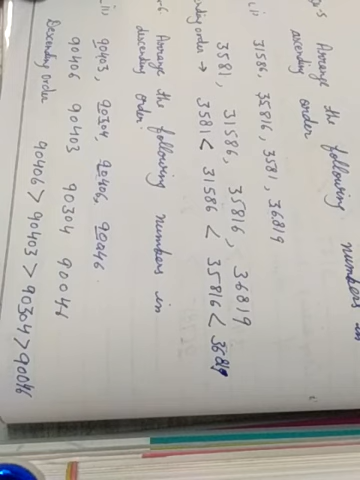 Arrange the following numbers in
ascending order
i) 31586, 35816, 3581, 36819
3581, 31586, 35816, 36819
order → 3581 < 31586 < 35816 < 36819
Arrange the following numbers in
descending order
ii) 90403, 90304, 90406, 90046.
90406 90403 90304 90046
Descending order 90406 > 90403 > 90304 > 90046